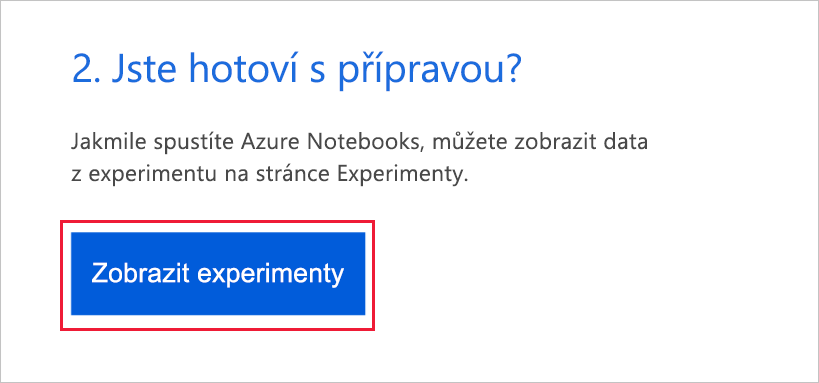 2. Jste hotoví s přípravou?
Jakmile spustíte Azure Notebooks, můžete zobrazit data
z experimentu na stránce Experimenty.
Zobrazit experimenty